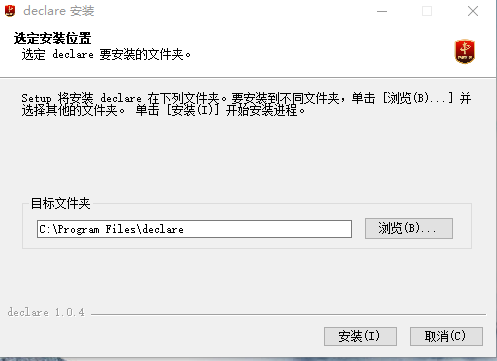 declare 安装
选定安装位置
选定 declare 要安装的文件夹。
Setup 将安装 declare 在下列文件夹。要安装到不同文件夹，单击 [浏览(B)...] 并
选择其他的文件夹。 单击 [安装(I)] 开始安装进程。
目标文件夹
C:\Program Files\declare
浏览(B)...
declare 1.0.4
安装(I)
取消(C)